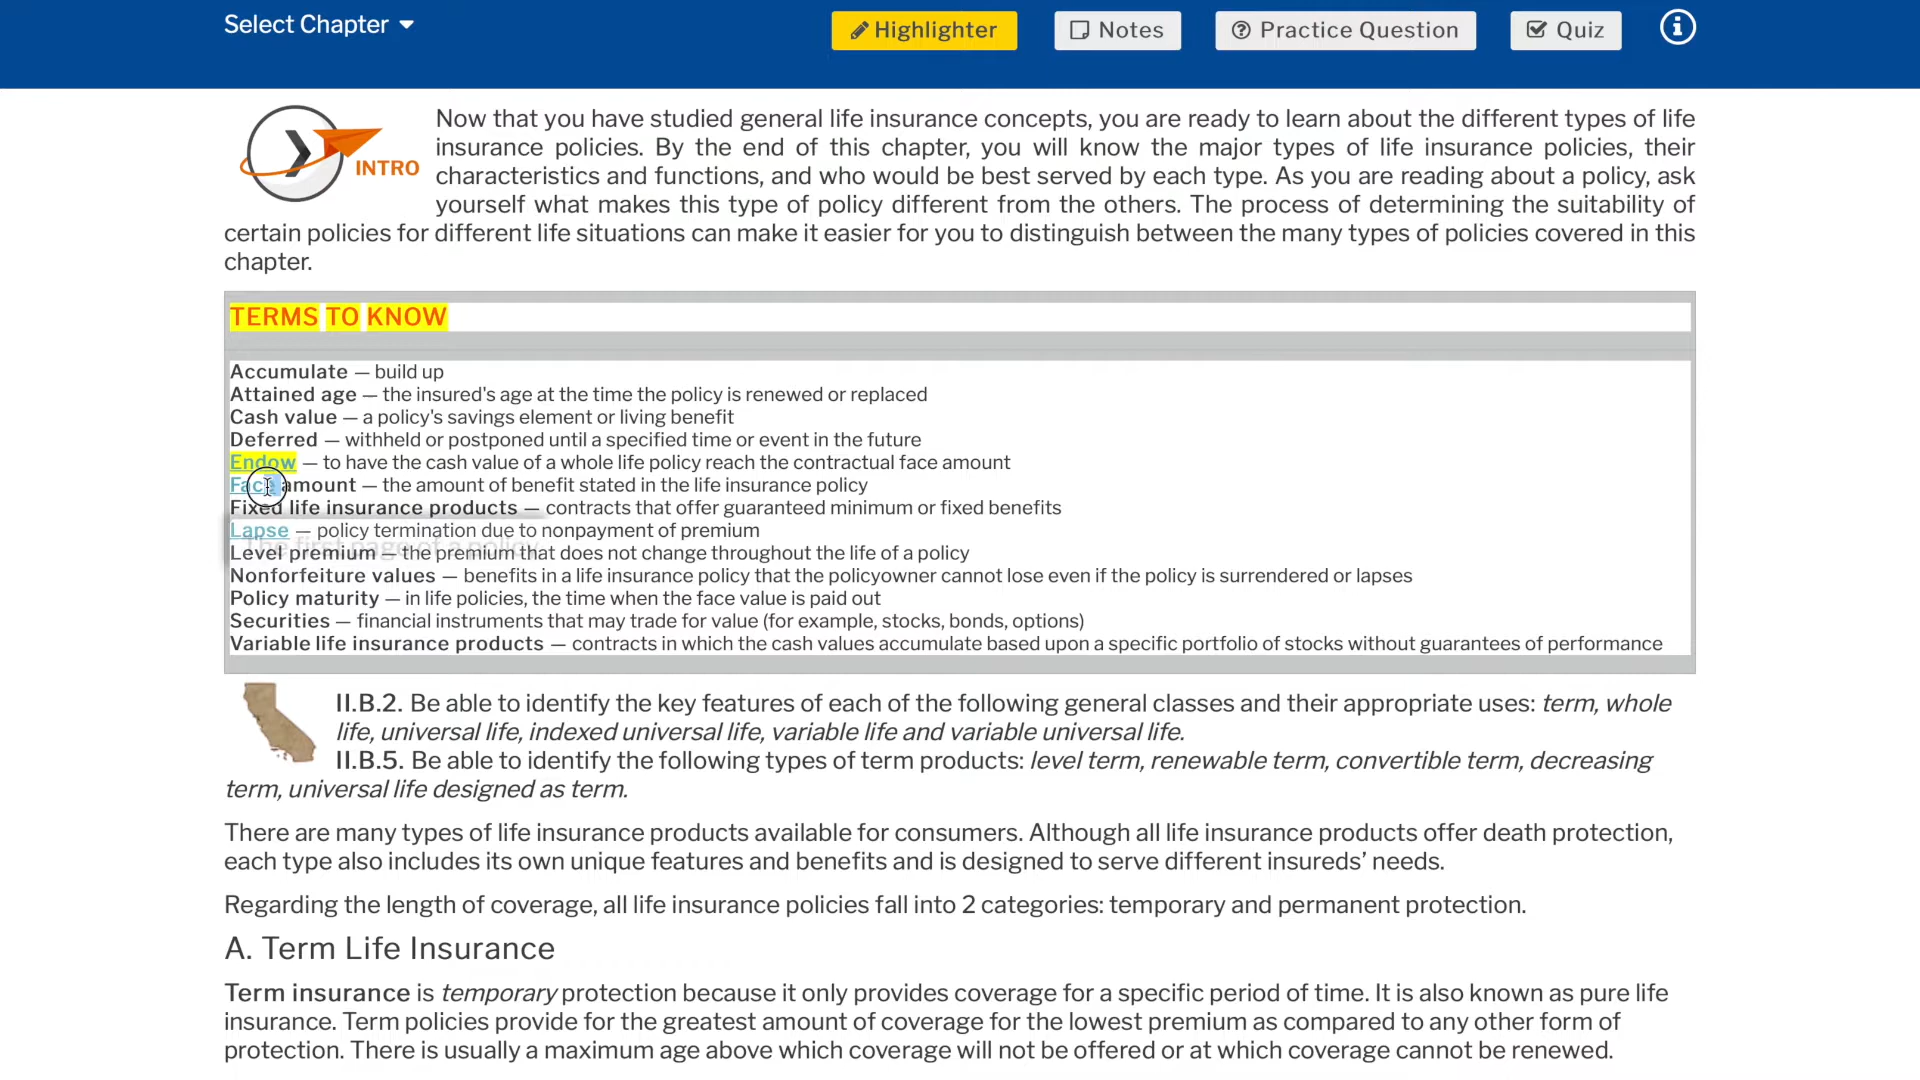 Select Chapter
Highlighter
Notes
Practice Question
Quiz
INTRO
Now that you have studied general life insurance concepts, you are ready to learn about the different types of life
insurance policies. By the end of this chapter, you will know the major types of life insurance policies, their
characteristics and functions, and who would be best served by each type. As you are reading about a policy, ask
yourself what makes this type of policy different from the others. The process of determining the suitability of
certain policies for different life situations can make it easier for you to distinguish between the many types of policies covered in this
chapter.
TERMS TO KNOW
Accumulate — build up
Attained age — the insured's age at the time the policy is renewed or replaced
Cash value — a policy's savings element or living benefit
Deferred — withheld or postponed until a specified time or event in the future
Endow — to have the cash value of a whole life policy reach the contractual face amount
Face amount — the amount of benefit stated in the life insurance policy
Fixed life insurance products — contracts that offer guaranteed minimum or fixed benefits
Lapse — policy termination due to nonpayment of premium
The first page of a policy
Level premium — the premium that does not change throughout the life of a policy
Nonforfeiture values — benefits in a life insurance policy that the policyowner cannot lose even if the policy is surrendered or lapses
Policy maturity — in life policies, the time when the face value is paid out
Securities — financial instruments that may trade for value (for example, stocks, bonds, options)
Variable life insurance products — contracts in which the cash values accumulate based upon a specific portfolio of stocks without guarantees of performance
II.B.2. Be able to identify the key features of each of the following general classes and their appropriate uses: term, whole
life, universal life, indexed universal life, variable life and variable universal life.
II.B.5. Be able to identify the following types of term products: level term, renewable term, convertible term, decreasing
term, universal life designed as term.
There are many types of life insurance products available for consumers. Although all life insurance products offer death protection,
each type also includes its own unique features and benefits and is designed to serve different insureds’ needs.
Regarding the length of coverage, all life insurance policies fall into 2 categories: temporary and permanent protection.
A. Term Life Insurance
Term insurance is temporary protection because it only provides coverage for a specific period of time. It is also known as pure life
insurance. Term policies provide for the greatest amount of coverage for the lowest premium as compared to any other form of
protection. There is usually a maximum age above which coverage will not be offered or at which coverage cannot be renewed.